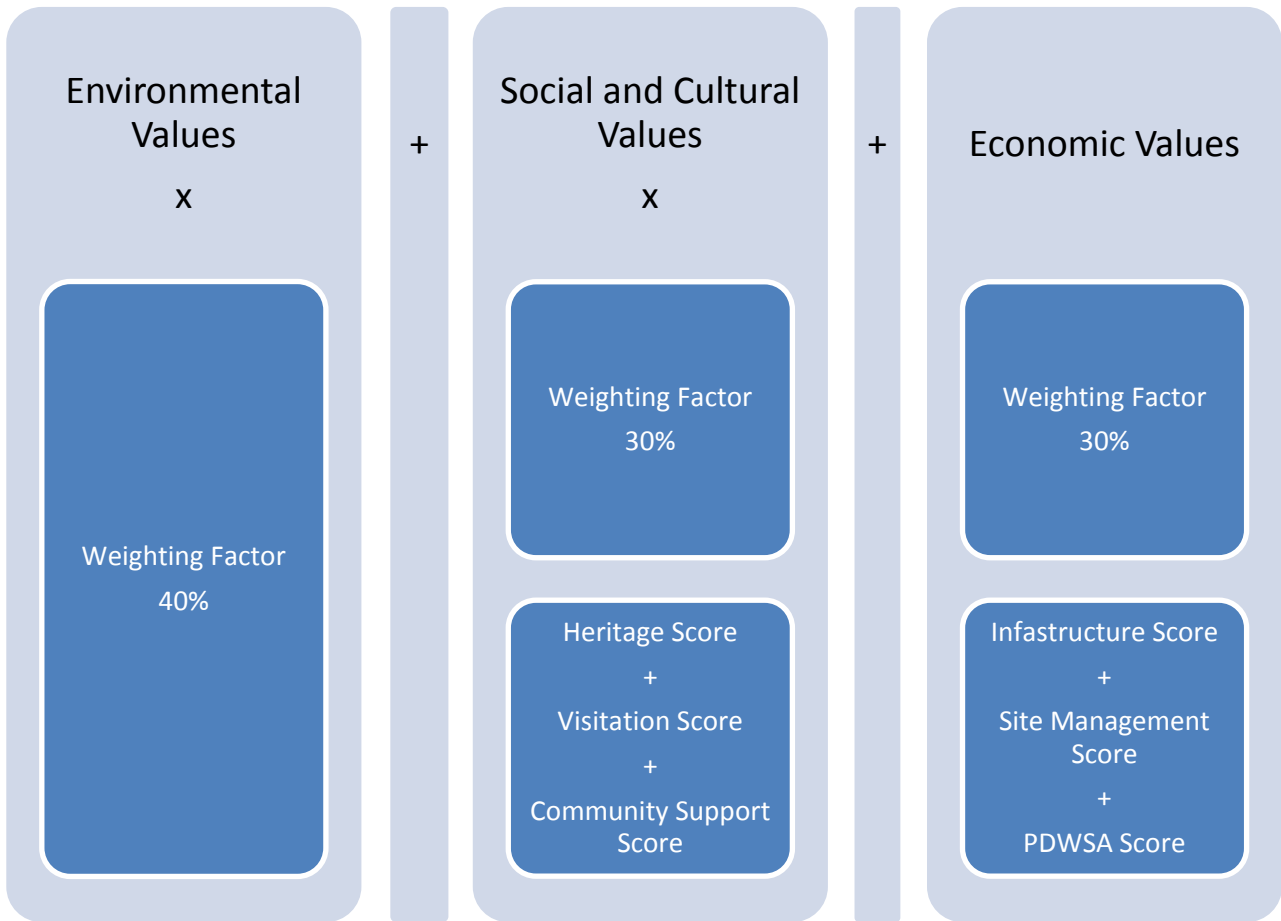 Environmental
Values
x
Weighting Factor
40%
+
Social and Cultural
Values
x
Weighting Factor
30%
Heritage Score
+
Visitation Score
+
Community Support
Score
+
Economic Values
Weighting Factor
30%
Infastructure Score
+
Site Management
Score
+
PDWSA Score